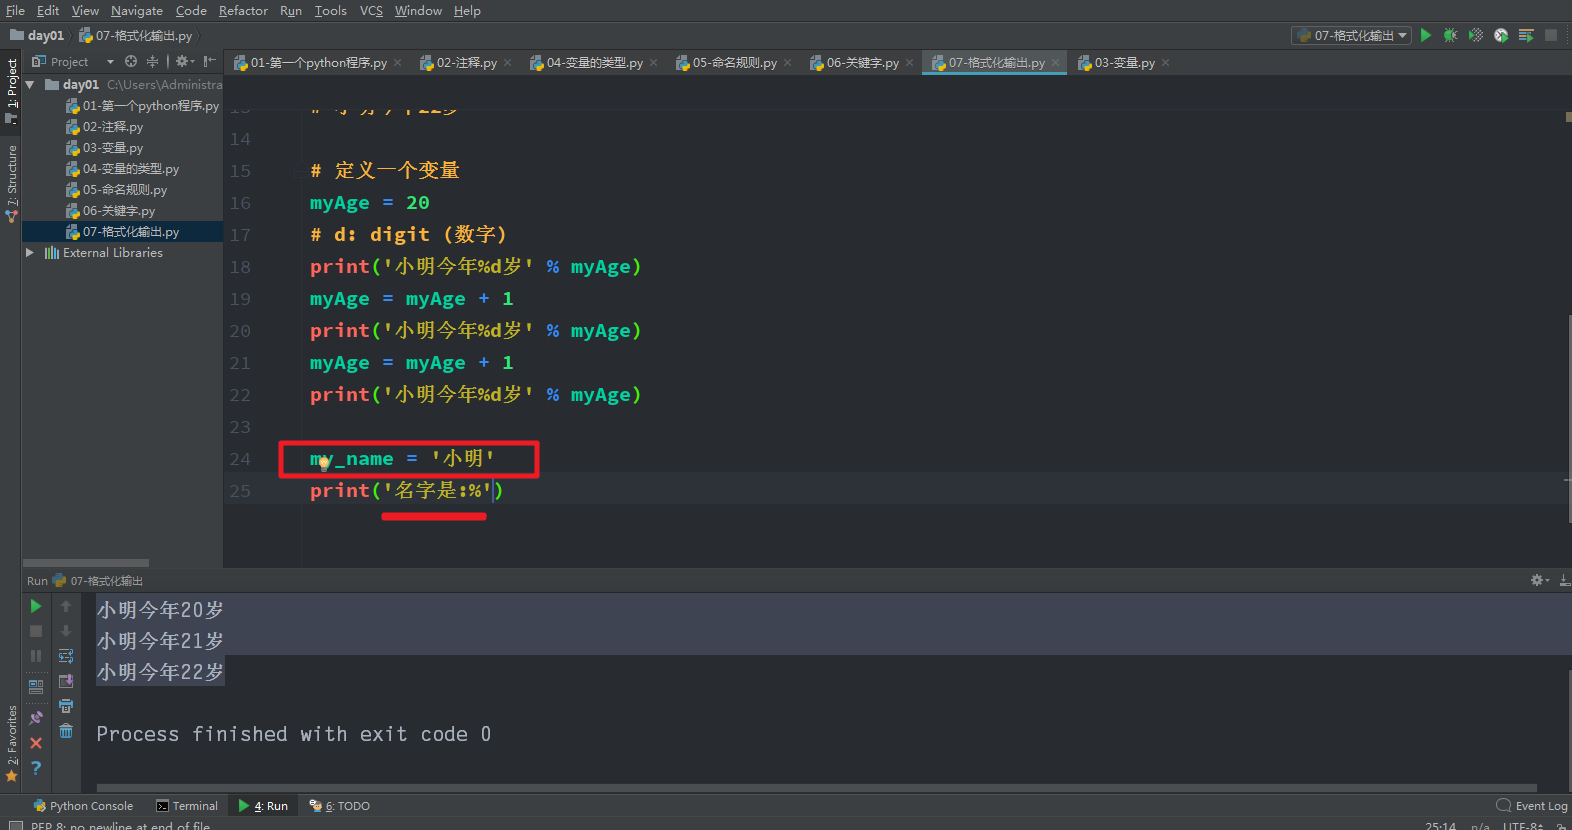 File Edit View Navigate Code Refactor Run Tools VCS Window Help
day01 07-格式化输出.py 07-格式化输出
Project 01-第一个python程序.py 02-注释.py 04-变量的类型.py 05-命名规则.py 06-关键字.py 07-格式化输出.py 03-变量.py
1: Project
7: Structure
2: Favorites
day01 C:\Users\Administra
01-第一个python程序.py
02-注释.py
03-变量.py
04-变量的类型.py
05-命名规则.py
06-关键字.py
07-格式化输出.py
External Libraries
14
15 # 定义一个变量
16 myAge = 20
17 # d: digit (数字)
18 print('小明今年%d岁' % myAge)
19 myAge = myAge + 1
20 print('小明今年%d岁' % myAge)
21 myAge = myAge + 1
22 print('小明今年%d岁' % myAge)
23
24 my_name = '小明'
25 print('名字是:%')
Run 07-格式化输出
小明今年20岁
小明今年21岁
小明今年22岁
Process finished with exit code 0
Python Console Terminal 4: Run 6: TODO Event Log
PEP 8: no newline at end of file 25:14 n/a UTF-8